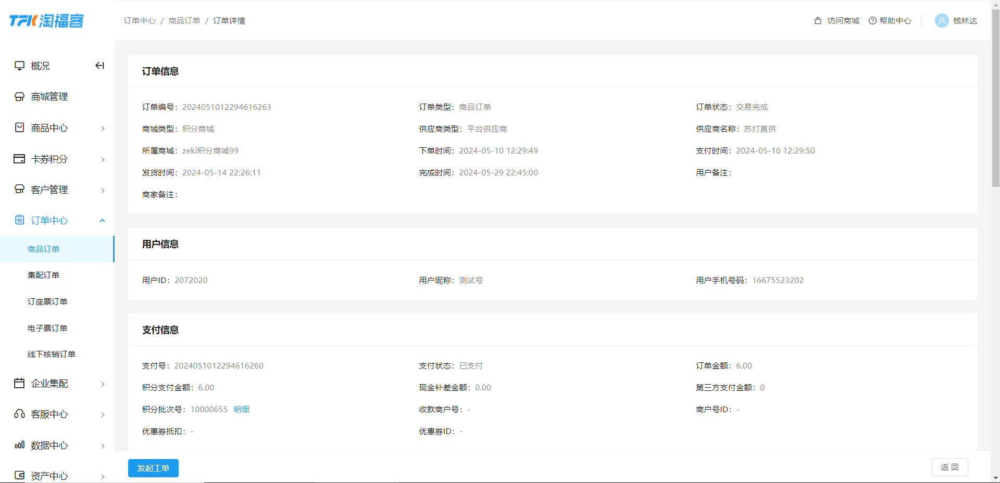 TFK淘福客
订单中心 / 商品订单 / 订单详情
访问商城 帮助中心 钱林达
概况
商城管理
商品中心
卡券积分
客户管理
订单中心
商品订单
集配订单
订座票订单
电子票订单
线下核销订单
企业集配
客服中心
数据中心
资产中心
订单信息
订单编号：2024051012294616263 订单类型：商品订单 订单状态：交易完成
商城类型：积分商城 供应商类型：平台供应商 供应商名称：苏打直供
所属商城：zeki积分商城99 下单时间：2024-05-10 12:29:49 支付时间：2024-05-10 12:29:50
发货时间：2024-05-14 22:26:11 完成时间：2024-05-29 22:45:00 用户备注：
商家备注：
用户信息
用户ID：2072020 用户昵称：测试号 用户手机号码：16675523202
支付信息
支付号：2024051012294616260 支付状态：已支付 订单金额：6.00
积分支付金额：6.00 现金补差金额：0.00 第三方支付金额：0
积分批次号：10000655 明细 收款商户号：- 商户号ID：-
优惠券抵扣：- 优惠券ID：-
发起工单 返 回